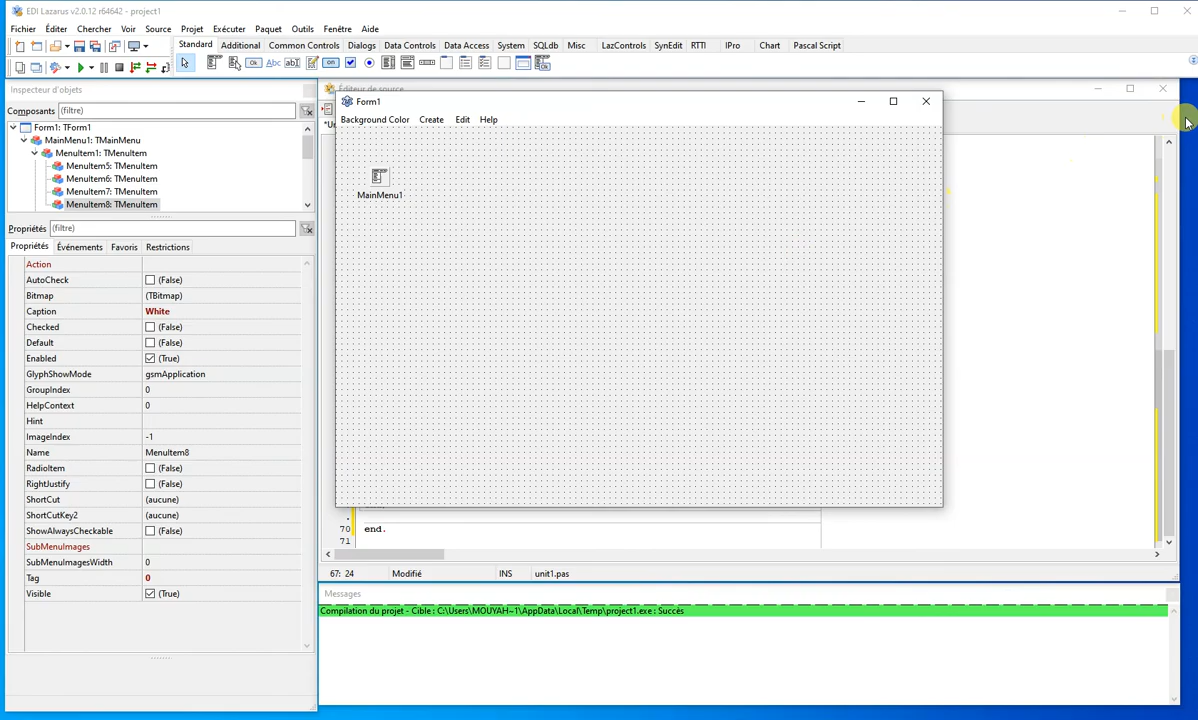 EDI Lazarus v2.0.12 r64642 - project1
Fichier Éditer Chercher Voir Source Projet Exécuter Paquet Outils Fenêtre Aide
Standard Additional Common Controls Dialogs Data Controls Data Access System SQLdb Misc LazControls SynEdit RTTI IPro Chart Pascal Script
Ok Abc ab on
Inspecteur d'objets
Composants (filtre)
Form1: TForm1
MainMenu1: TMainMenu
MenuItem1: TMenuItem
MenuItem5: TMenuItem
MenuItem6: TMenuItem
MenuItem7: TMenuItem
MenuItem8: TMenuItem
Propriétés (filtre)
Propriétés Événements Favoris Restrictions
Action
AutoCheck (False)
Bitmap (TBitmap)
Caption White
Checked (False)
Default (False)
Enabled (True)
GlyphShowMode gsmApplication
GroupIndex 0
HelpContext 0
Hint
ImageIndex -1
Name MenuItem8
RadioItem (False)
RightJustify (False)
ShortCut (aucune)
ShortCutKey2 (aucune)
ShowAlwaysCheckable (False)
SubMenuImages
SubMenuImagesWidth 0
Tag 0
Visible (True)
Éditeur de source
Form1
Background Color Create Edit Help
MainMenu1
70 end.
71
67: 24 Modifié INS unit1.pas
Messages
Compilation du projet - Cible : C:\Users\MOUYAH~1\AppData\Local\Temp\project1.exe : Succès